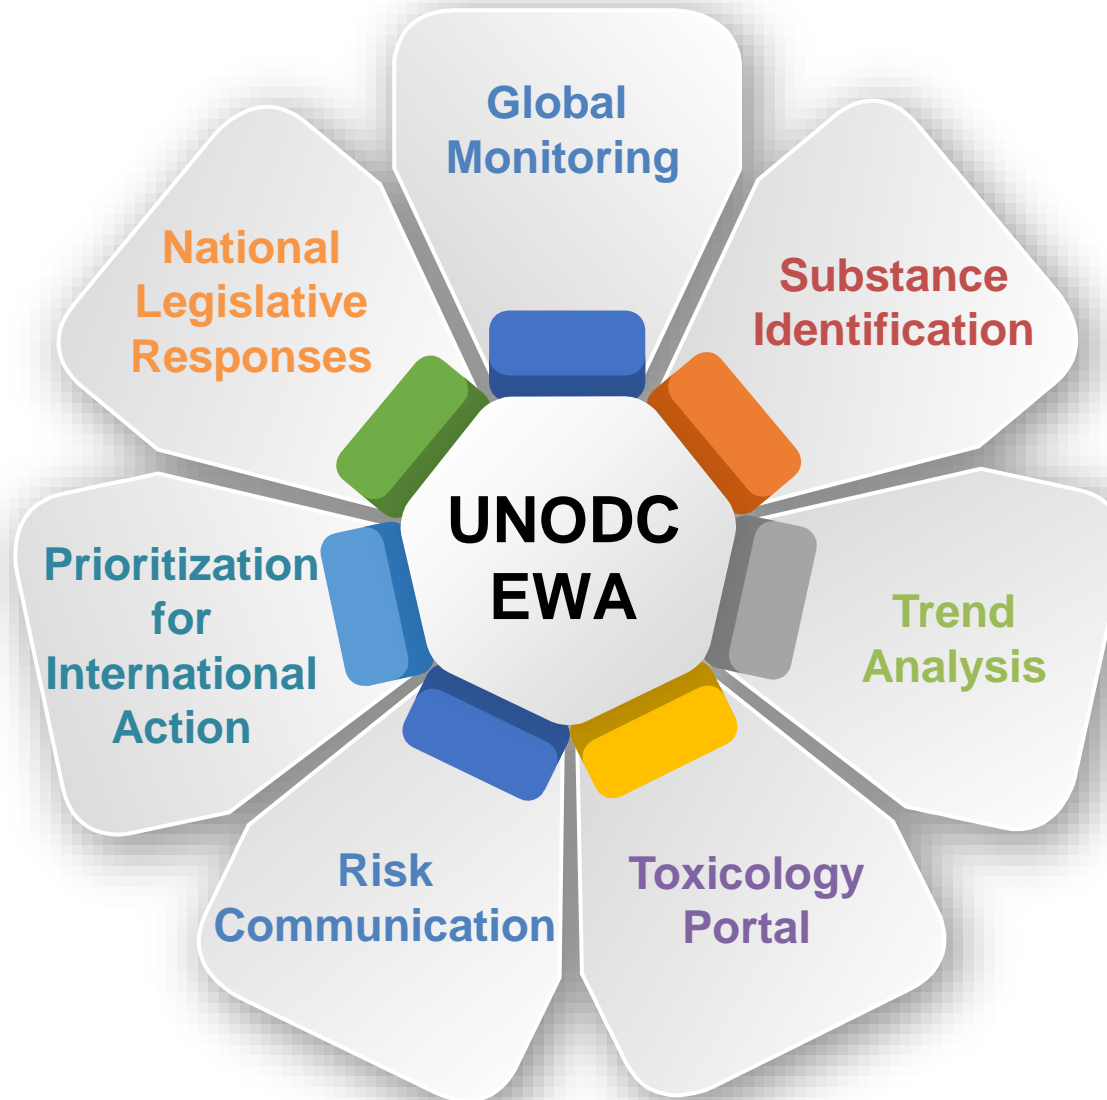 Global
Monitoring
Substance
Identification
Trend
Analysis
Toxicology
Portal
Risk
Communication
Prioritization
for
International
Action
National
Legislative
Responses
UNODC
EWA